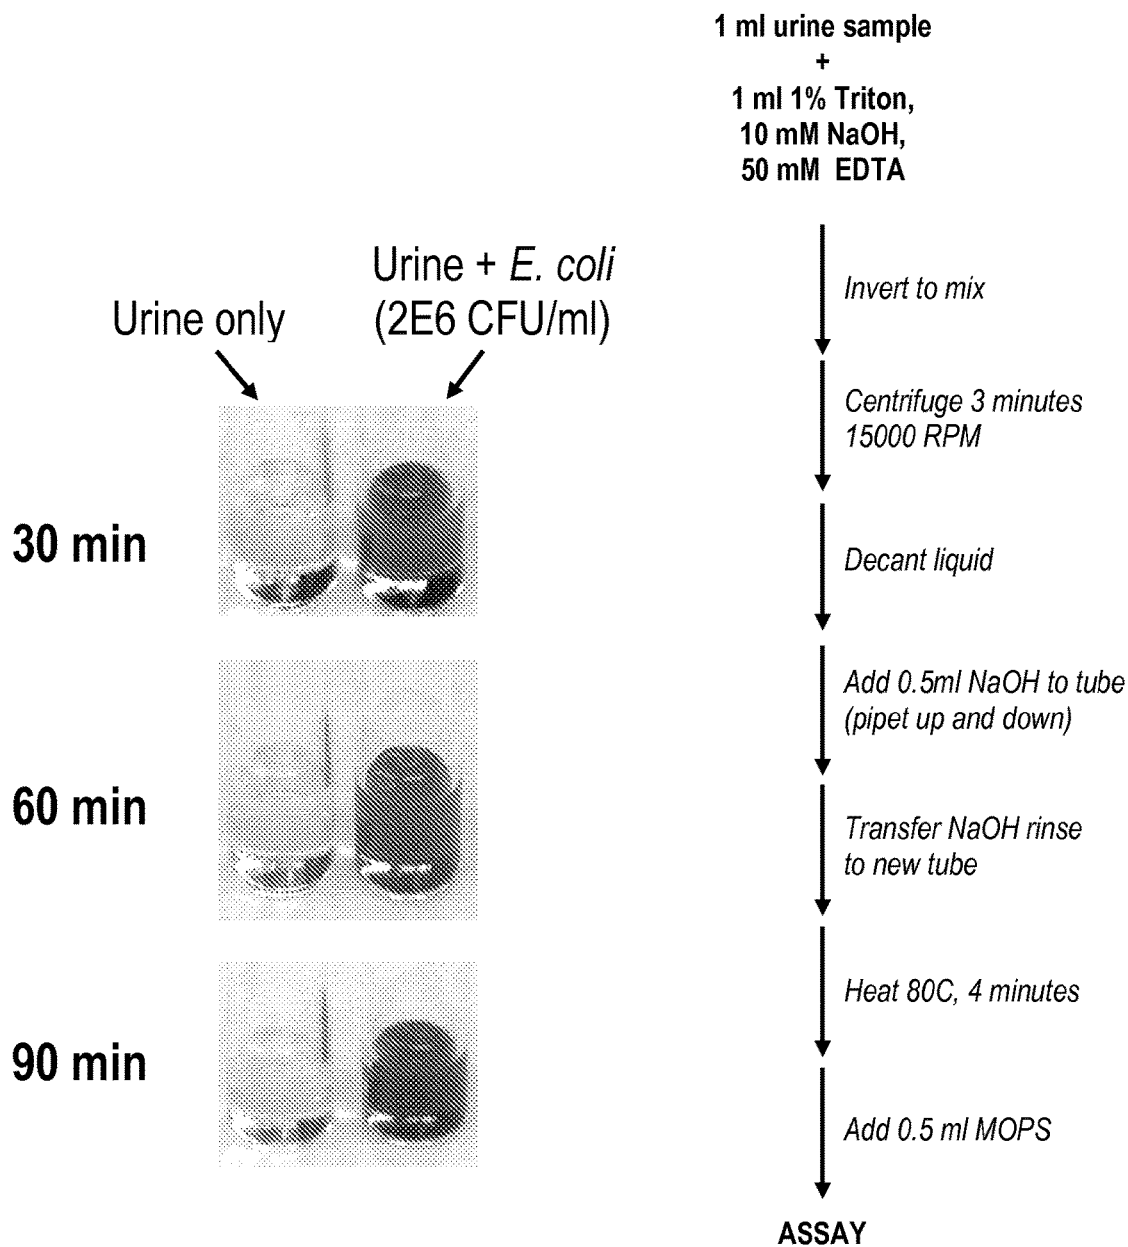 1 ml urine sample
+
1 ml 1% Triton,
10 mM NaOH,
50 mM EDTA
Invert to mix
Centrifuge 3 minutes
15000 RPM
Decant liquid
Add 0.5ml NaOH to tube
(pipet up and down)
Transfer NaOH rinse
to new tube
Heat 80C, 4 minutes
Add 0.5 ml MOPS
ASSAY
Urine only
Urine + E. coli
(2E6 CFU/ml)
30 min
60 min
90 min